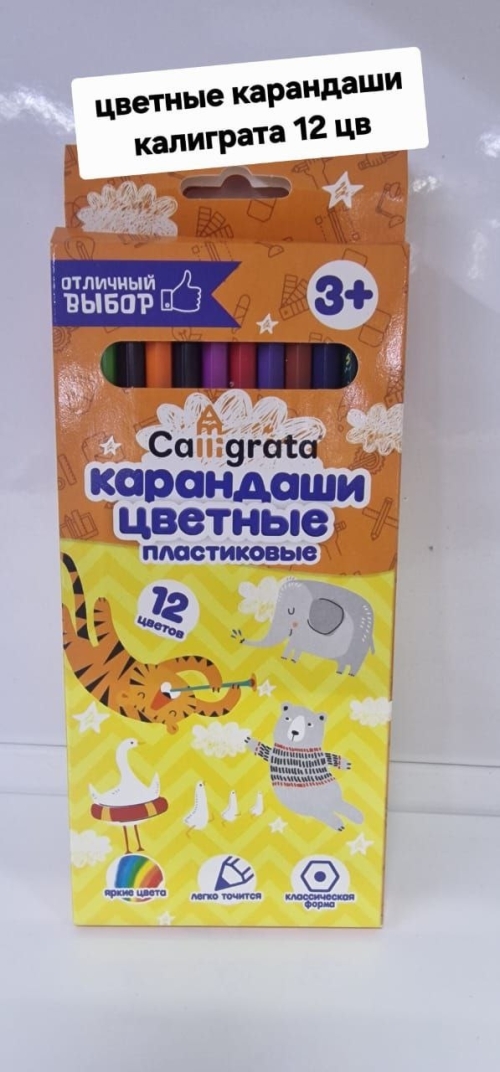 цветные карандаши
калиграта 12 цв
ОТЛИЧНЫЙ
ВЫБОР
3+
Calligrata
карандаши
цветные
пластиковые
12
цветов
яркие цвета
легко точится
классическая
форма